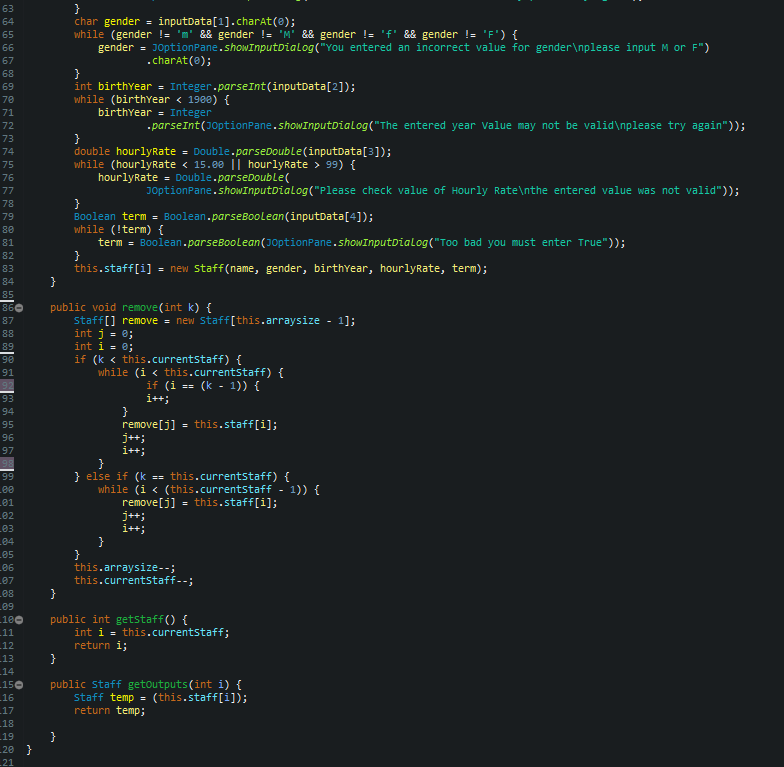 63 }
64 char gender = inputData[1].charAt(0);
65 while (gender != 'm' && gender != 'M' && gender != 'f' && gender != 'F') {
66 gender = JOptionPane.showInputDialog("You entered an incorrect value for gender\nplease input M or F")
67 .charAt(0);
68 }
69 int birthYear = Integer.parseInt(inputData[2]);
70 while (birthYear < 1900) {
71 birthYear = Integer
72 .parseInt(JOptionPane.showInputDialog("The entered year Value may not be valid\nplease try again"));
73 }
74 double hourlyRate = Double.parseDouble(inputData[3]);
75 while (hourlyRate < 15.00 || hourlyRate > 99) {
76 hourlyRate = Double.parseDouble(
77 JOptionPane.showInputDialog("Please check value of Hourly Rate\nthe entered value was not valid"));
78 }
79 Boolean term = Boolean.parseBoolean(inputData[4]);
80 while (!term) {
81 term = Boolean.parseBoolean(JOptionPane.showInputDialog("Too bad you must enter True"));
82 }
83 this.staff[i] = new Staff(name, gender, birthYear, hourlyRate, term);
84 }
85
86 public void remove(int k) {
87 Staff[] remove = new Staff[this.arraysize - 1];
88 int j = 0;
89 int i = 0;
90 if (k < this.currentStaff) {
91 while (i < this.currentStaff) {
92 if (i == (k - 1)) {
93 i++;
94 }
95 remove[j] = this.staff[i];
96 j++;
97 i++;
98 }
99 } else if (k == this.currentStaff) {
00 while (i < (this.currentStaff - 1)) {
01 remove[j] = this.staff[i];
02 j++;
03 i++;
04 }
05 }
06 this.arraysize--;
07 this.currentStaff--;
08 }
09
10 public int getStaff() {
11 int i = this.currentStaff;
12 return i;
13 }
14
15 public Staff getOutputs(int i) {
16 Staff temp = (this.staff[i]);
17 return temp;
18
19 }
20 }
21